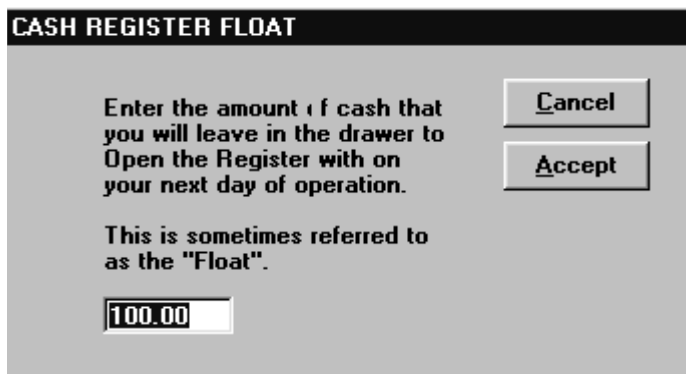 CASH REGISTER FLOAT
Enter the amount of cash that
you will leave in the drawer to
Open the Register with on
your next day of operation.
This is sometimes referred to
as the "Float".
100.00
Cancel
Accept